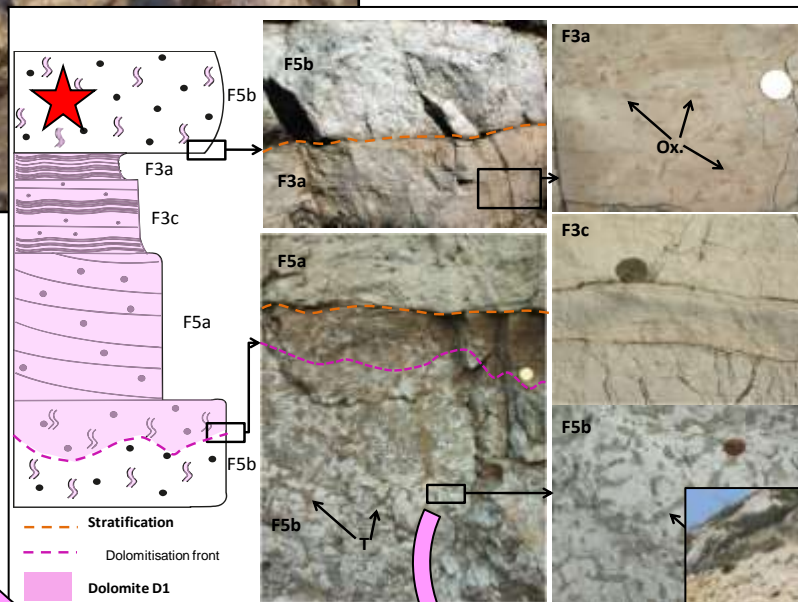 F5b
F3a
F3c
F5a
F5b
Stratification
Dolomitisation front
Dolomite D1
F5b
F3a
F5a
F5b
T
F3a
Ox.
F3c
F5b